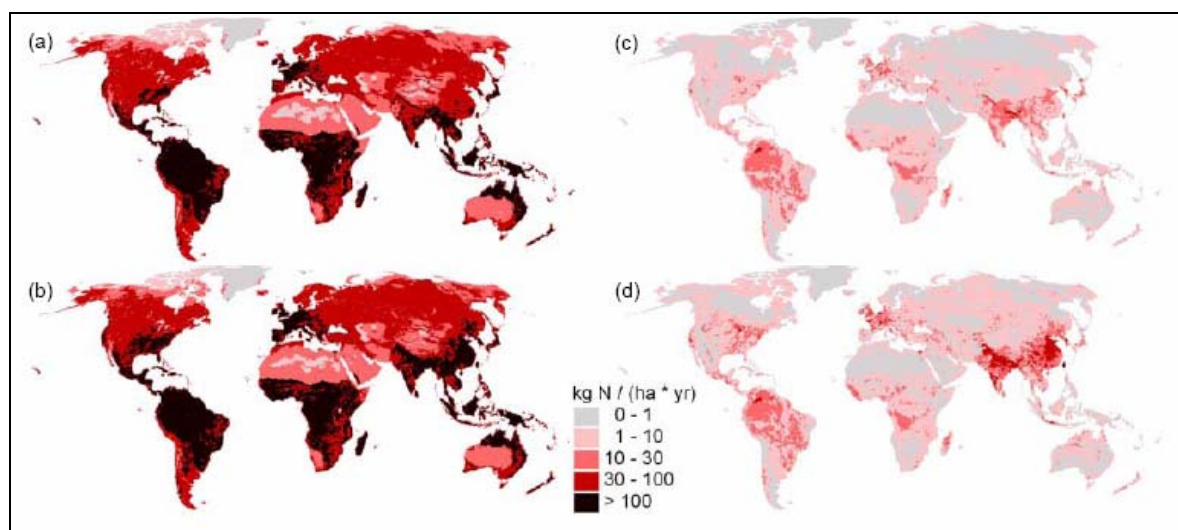 (a)
(c)
(b)
(d)
kg N / (ha * yr)
0 - 1
1 - 10
10 - 30
30 - 100
> 100